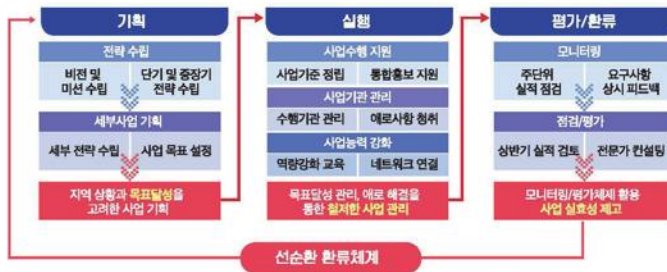 기획
전략 수립
비전 및
미션 수립
단기 및 중장기
전략 수립
세부사업 기획
세부 전략 수립
사업 목표 설정
지역 상황과 목표달성을
고려한 사업 기획
실행
사업수행 지원
사업기준 정립
통합홍보 지원
사업기관 관리
수행기관 관리
애로사항 청취
사업능력 강화
역량강화 교육
네트워크 연결
목표달성 관리, 애로 해결을
통한 철저한 사업 관리
평가/환류
모니터링
주단위
실적 점검
요구사항
상시 피드백
점검/평가
상반기 실적 검토
전문가 컨설팅
모니터링/평가체제 활용
사업 실효성 제고
선순환 환류체계